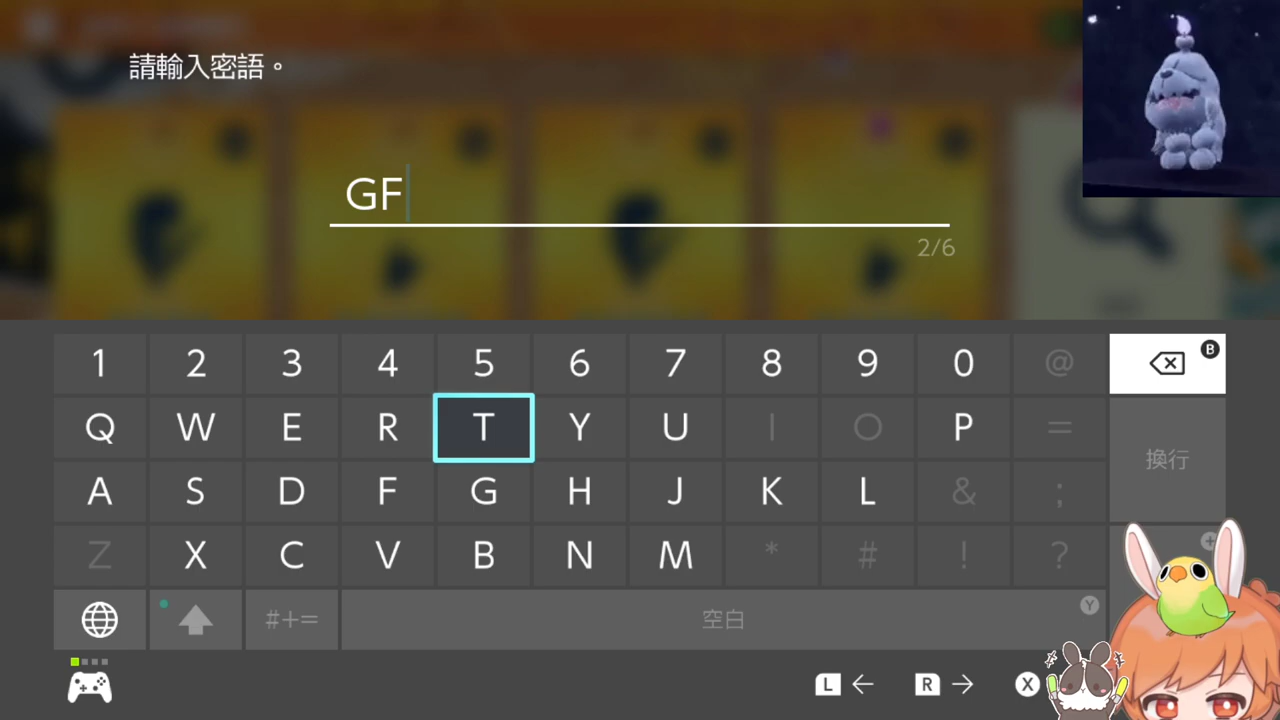 請輸入密語。
GF
2/6
1 2 3 4 5 6 7 8 9 0 @
B
Q W E R T Y U I O P =
換行
A S D F G H J K L & ;
Z X C V B N M * # ! ?
+
#+= 空白 Y
L ← R → X